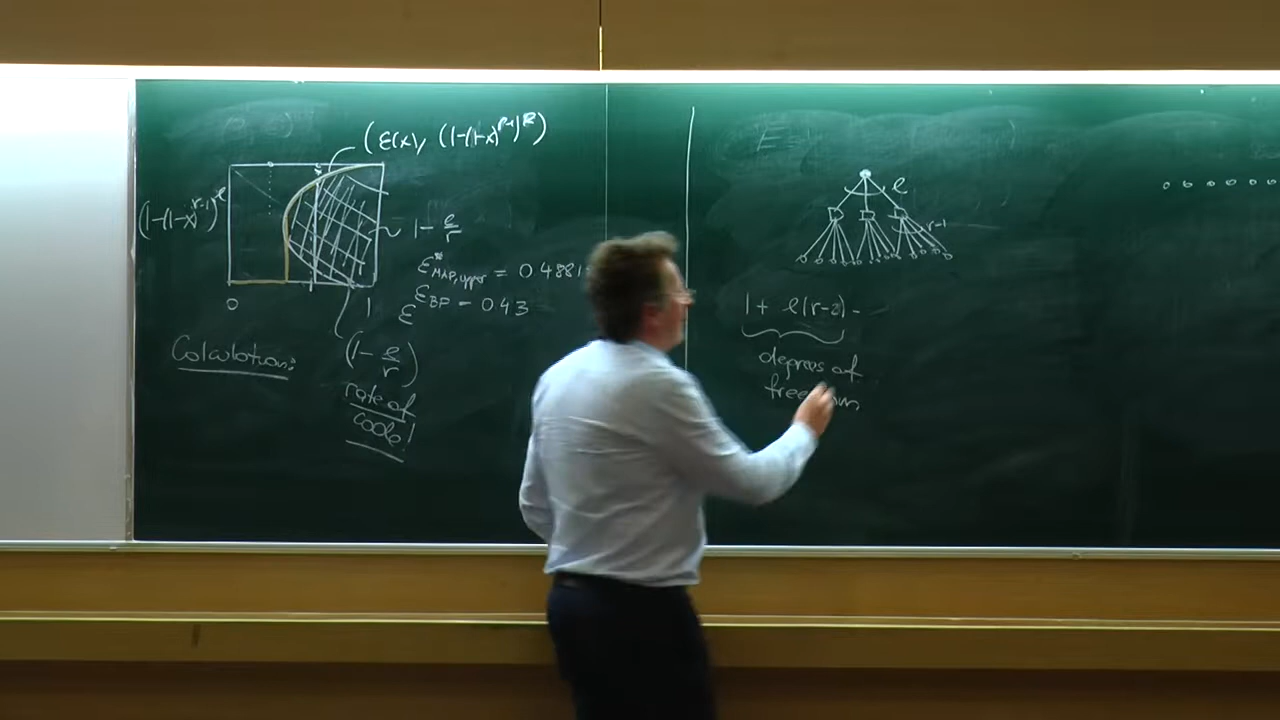 (ε(x), (1-(1-x)^{r-1})^ℓ)
(1-(1-x)^{r-1})^ℓ
1 - ℓ/r
ε^*_{MAP,upper} = 0.4881
ε^{BP} = 0.43
0
1
ε
Calculation:
(1 - ℓ/r)
rate of
code!
ℓ
r-1
1 + ℓ(r-2) -
degrees of
freedom